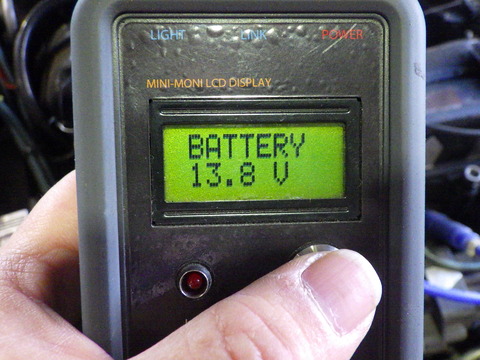 LIGHT LINK POWER
MINI-MONI LCD DISPLAY
BATTERY
13.8 V